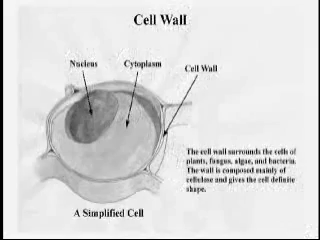 Cell Wall
Nucleus
Cytoplasm
Cell Wall
The cell wall surrounds the cells of
plants, fungus, algae, and bacteria.
The wall is composed mainly of
cellulose and gives the cell definite
shape.
A Simplified Cell